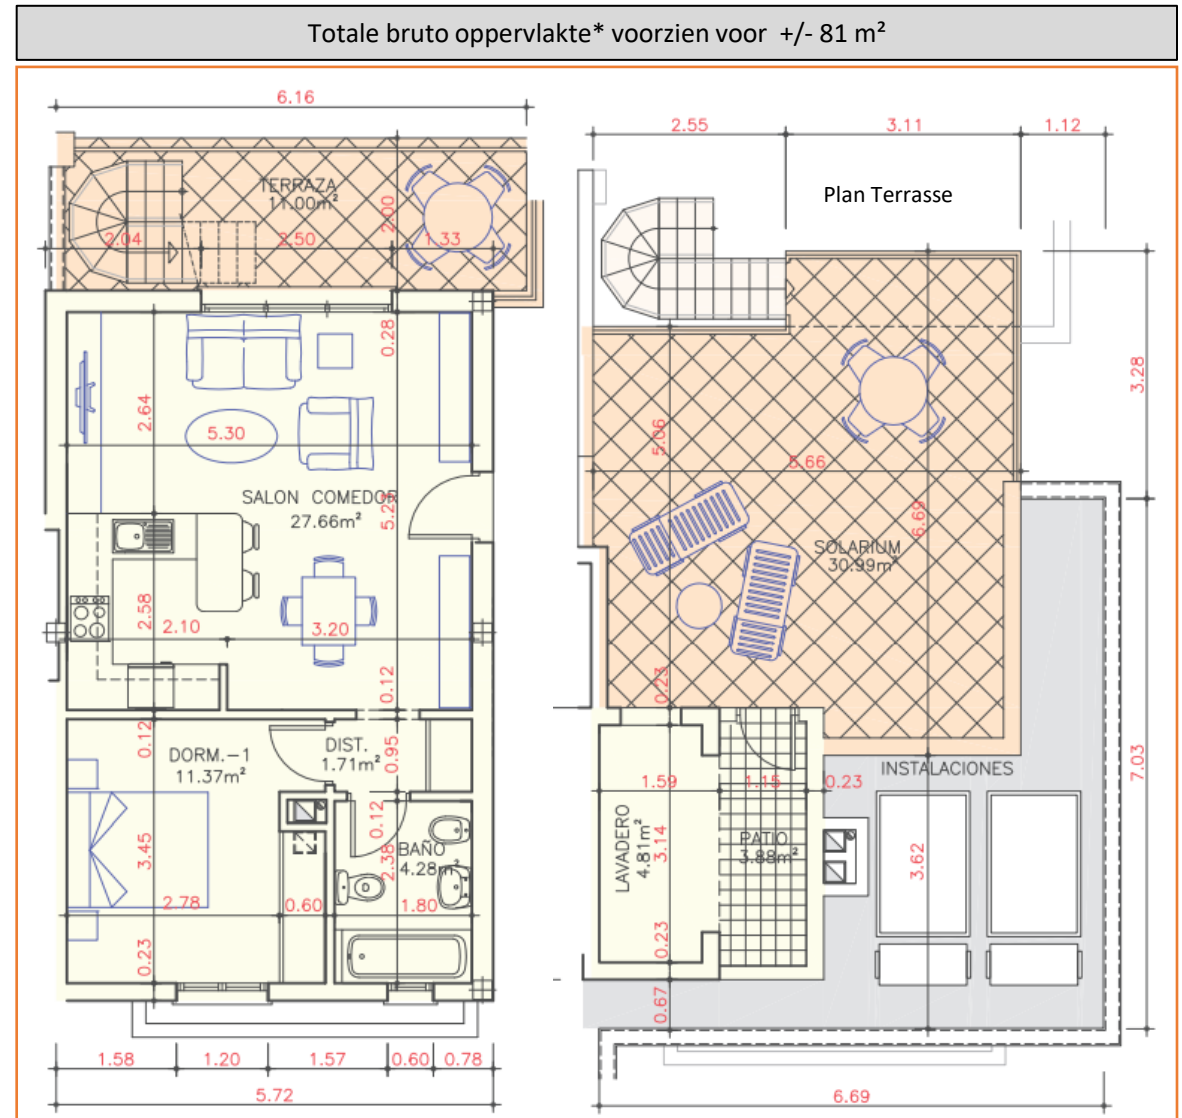 Totale bruto oppervlakte* voorzien voor +/- 81 m²
6.16
TERRAZA
11.00m²
2.00
2.04
2.50
1.33
0.28
2.64
5.30
SALON COMEDOR
27.66m²
2.58
2.10
3.20
0.12
0.12
DORM.-1
11.37m²
DIST.
1.71m²
0.95
0.12
BAÑO
4.28m²
2.38
3.45
2.78
0.60
1.80
0.23
1.58
1.20
1.57
0.60
0.78
5.72
2.55
3.11
1.12
Plan Terrasse
3.28
5.06
5.66
6.69
SOLARIUM
30.99m²
0.23
INSTALACIONES
7.03
1.59
1.15
0.23
LAVADERO
4.81m²
3.14
PATIO
3.88m²
3.62
0.23
0.67
6.69